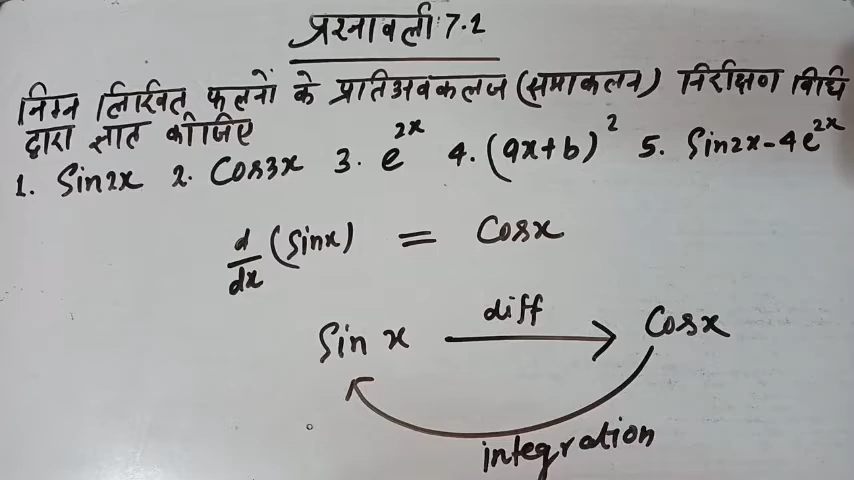 प्रश्नावली 7.1
निम्न लिखित फलनों के प्रतिअवकलज (समाकलन) निरीक्षण विधि
द्वारा ज्ञात कीजिए
1. Sin2x 2. Cos3x 3. e^2x 4. (ax+b)^2 5. Sin2x-4e^2x
d/dx (Sinx) = Cosx
diff
Sin x Cosx
integration